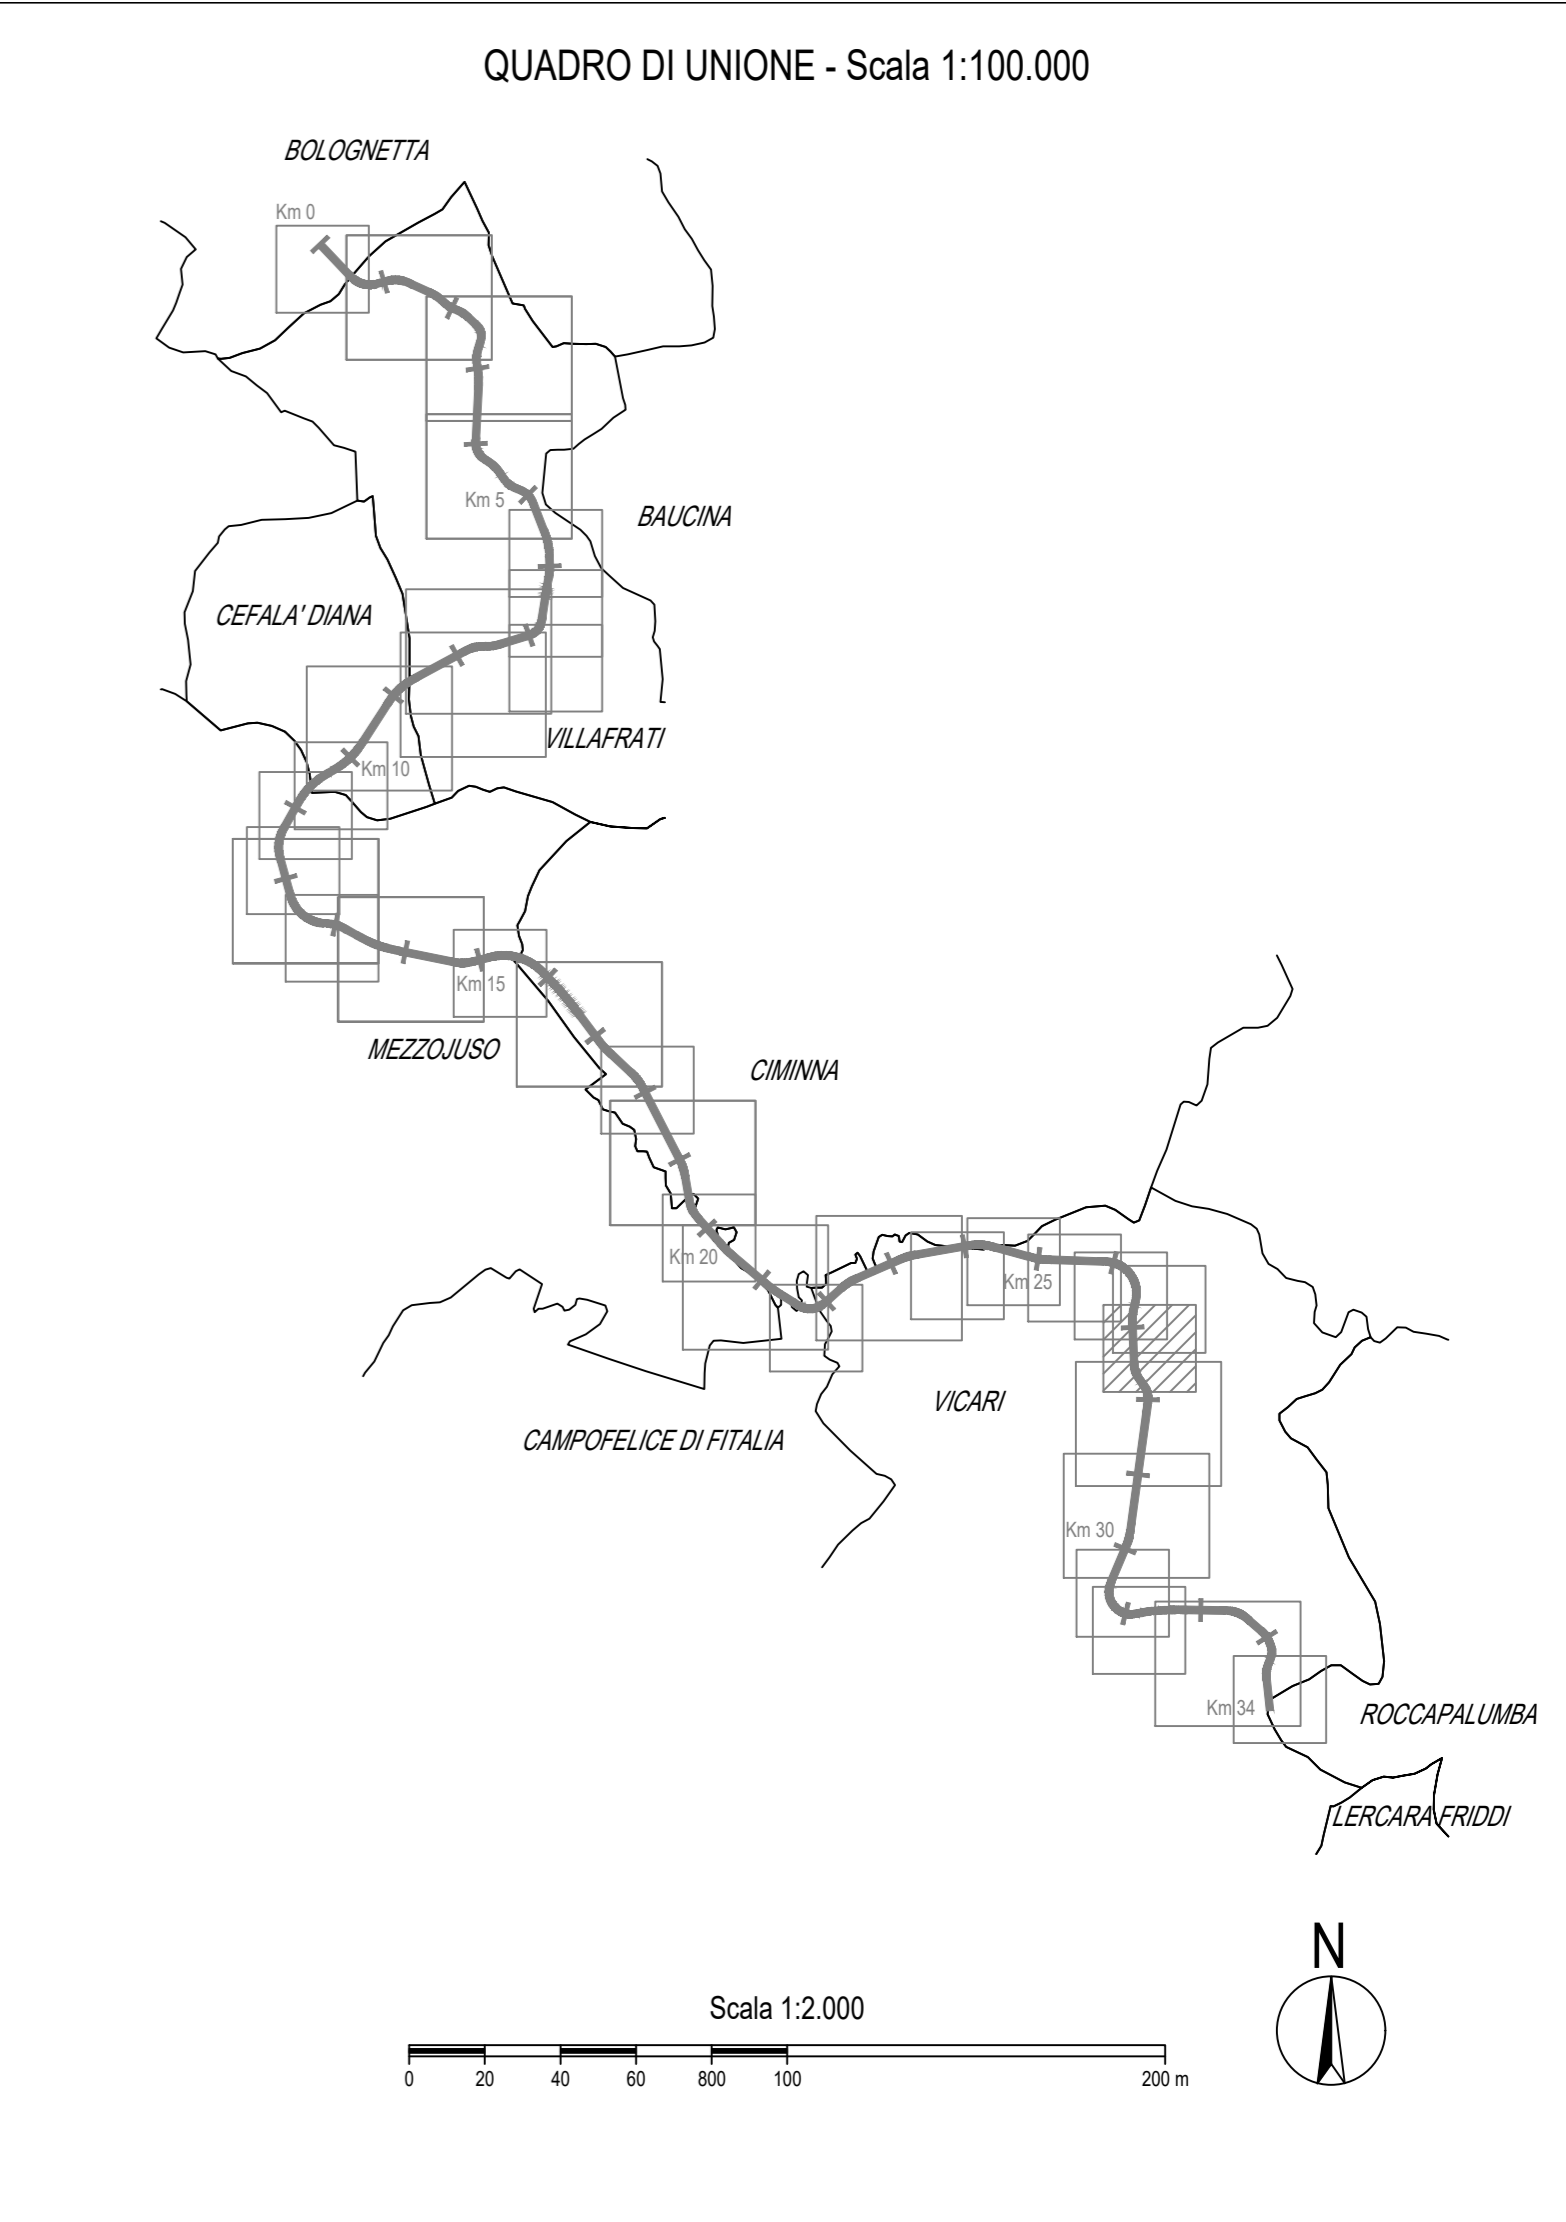 QUADRO DI UNIONE - Scala 1:100.000
BOLOGNETTA
Km 0
Km 5
BAUCINA
CEFALA' DIANA
VILLAFRATI
Km 10
Km 15
MEZZOJUSO
CIMINNA
Km 20
Km 25
VICARI
CAMPOFELICE DI FITALIA
Km 30
Km 34
ROCCAPALUMBA
LERCARA FRIDDI
N
Scala 1:2.000
0 20 40 60 800 100 200 m